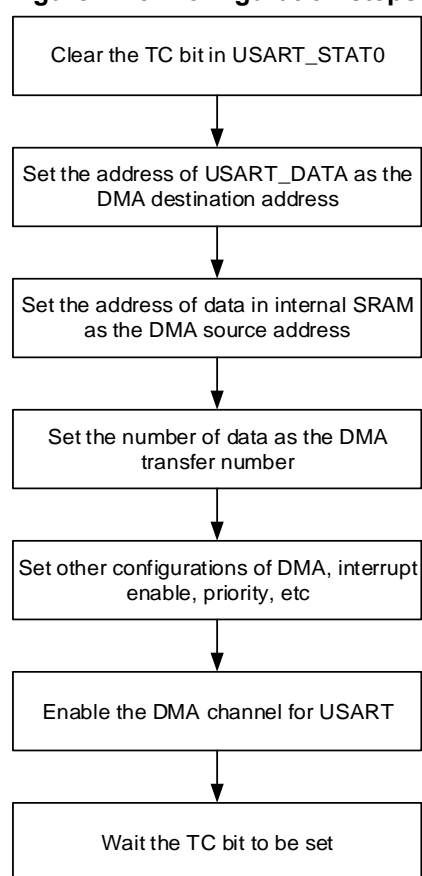 Clear the TC bit in USART_STAT0
Set the address of USART_DATA as the
DMA destination address
Set the address of data in internal SRAM
as the DMA source address
Set the number of data as the DMA
transfer number
Set other configurations of DMA, interrupt
enable, priority, etc
Enable the DMA channel for USART
Wait the TC bit to be set